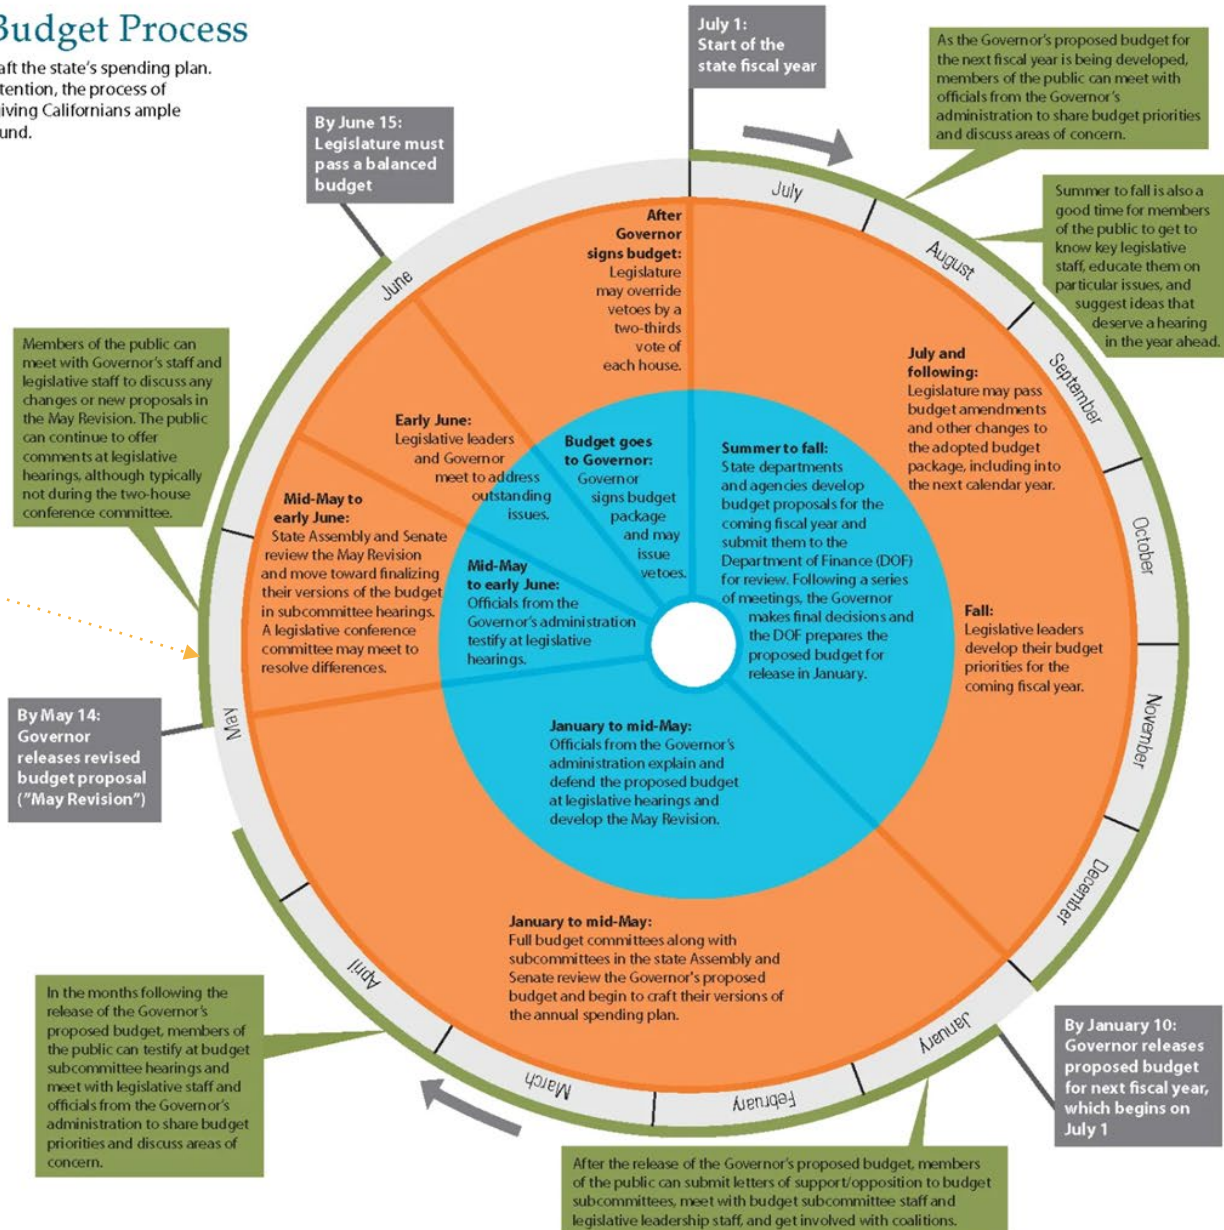 Budget Process
aft the state's spending plan.
tention, the process of
giving Californians ample
und.
July 1:
Start of the
state fiscal year
As the Governor's proposed budget for
the next fiscal year is being developed,
members of the public can meet with
officials from the Governor's
administration to share budget priorities
and discuss areas of concern.
By June 15:
Legislature must
pass a balanced
budget
Summer to fall is also a
good time for members
of the public to get to
know key legislative
staff, educate them on
particular issues, and
suggest ideas that
deserve a hearing
in the year ahead.
July
August
September
October
November
December
January
February
March
April
May
June
After
Governor
signs budget:
Legislature
may override
vetoes by a
two-thirds
vote of
each house.
July and
following:
Legislature may pass
budget amendments
and other changes to
the adopted budget
package, including into
the next calendar year.
Members of the public can
meet with Governor's staff and
legislative staff to discuss any
changes or new proposals in
the May Revision. The public
can continue to offer
comments at legislative
hearings, although typically
not during the two-house
conference committee.
Early June:
Legislative leaders
and Governor
meet to address
outstanding
issues.
Budget goes
to Governor:
Governor
signs budget
package
and may
issue
vetoes.
Summer to fall:
State departments
and agencies develop
budget proposals for the
coming fiscal year and
submit them to the
Department of Finance (DOF)
for review. Following a series
of meetings, the Governor
makes final decisions and
the DOF prepares the
proposed budget for
release in January.
Mid-May to
early June:
State Assembly and Senate
review the May Revision
and move toward finalizing
their versions of the budget
in subcommittee hearings.
A legislative conference
committee may meet to
resolve differences.
Mid-May
to early June:
Officials from the
Governor's administration
testify at legislative
hearings.
Fall:
Legislative leaders
develop their budget
priorities for the
coming fiscal year.
By May 14:
Governor
releases revised
budget proposal
("May Revision")
January to mid-May:
Officials from the Governor's
administration explain and
defend the proposed budget
at legislative hearings and
develop the May Revision.
January to mid-May:
Full budget committees along with
subcommittees in the state Assembly and
Senate review the Governor's proposed
budget and begin to craft their versions of
the annual spending plan.
In the months following the
release of the Governor's
proposed budget, members of
the public can testify at budget
subcommittee hearings and
meet with legislative staff and
officials from the Governor's
administration to share budget
priorities and discuss areas of
concern.
By January 10:
Governor releases
proposed budget
for next fiscal year,
which begins on
July 1
After the release of the Governor's proposed budget, members
of the public can submit letters of support/opposition to budget
subcommittees, meet with budget subcommittee staff and
legislative leadership staff, and get involved with coalitions.